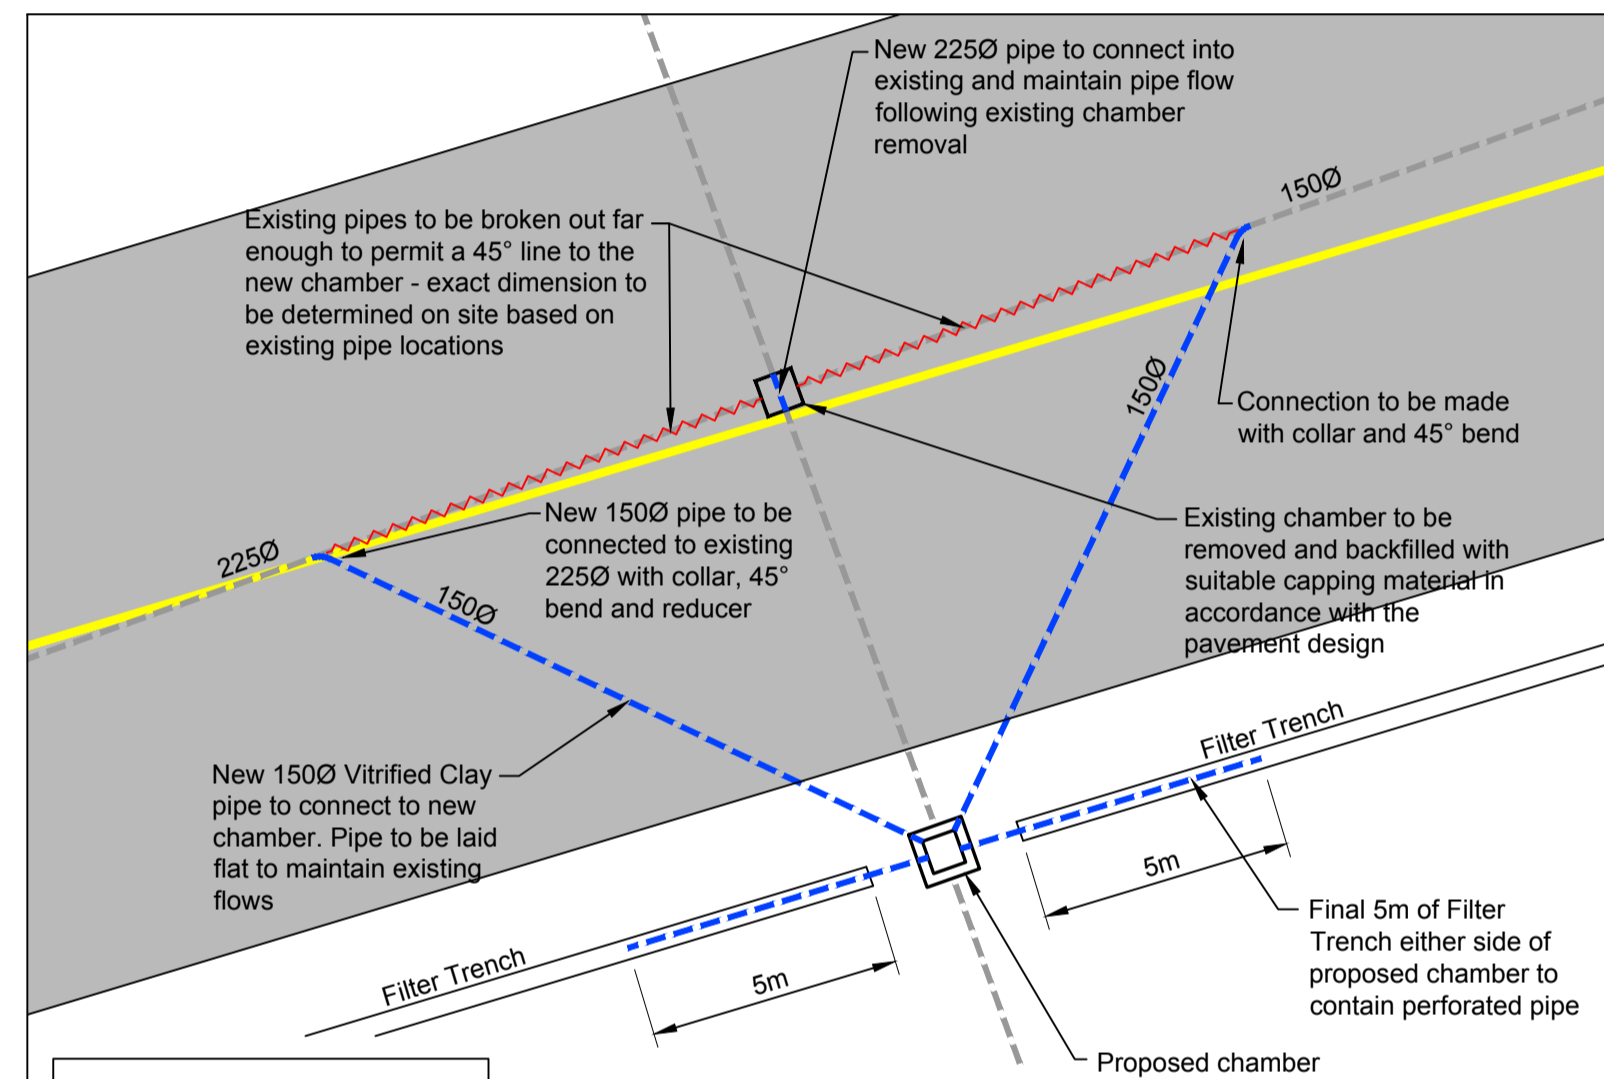 New 225Ø pipe to connect into
existing and maintain pipe flow
following existing chamber
removal
150Ø
Existing pipes to be broken out far
enough to permit a 45° line to the
new chamber - exact dimension to
be determined on site based on
existing pipe locations
150Ø
Connection to be made
with collar and 45° bend
225Ø
150Ø
New 150Ø pipe to be
connected to existing
225Ø with collar, 45°
bend and reducer
Existing chamber to be
removed and backfilled with
suitable capping material in
accordance with the
pavement design
New 150Ø Vitrified Clay
pipe to connect to new
chamber. Pipe to be laid
flat to maintain existing
flows
Filter Trench
5m
Filter Trench
5m
Final 5m of Filter
Trench either side of
proposed chamber to
contain perforated pipe
Proposed chamber